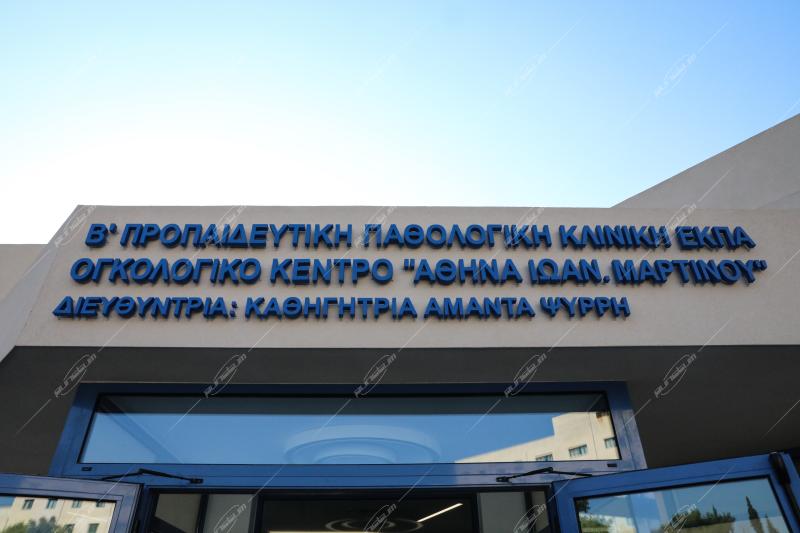 Β' ΠΡΟΠΑΙΔΕΥΤΙΚΗ ΠΑΘΟΛΟΓΙΚΗ ΚΛΙΝΙΚΗ ΕΚΠΑ
ΟΓΚΟΛΟΓΙΚΟ ΚΕΝΤΡΟ "ΑΘΗΝΑ ΙΩΑΝ. ΜΑΡΤΙΝΟΥ"
ΔΙΕΥΘΥΝΤΡΙΑ: ΚΑΘΗΓΗΤΡΙΑ ΑΜΑΝΤΑ ΨΥΡΡΗ